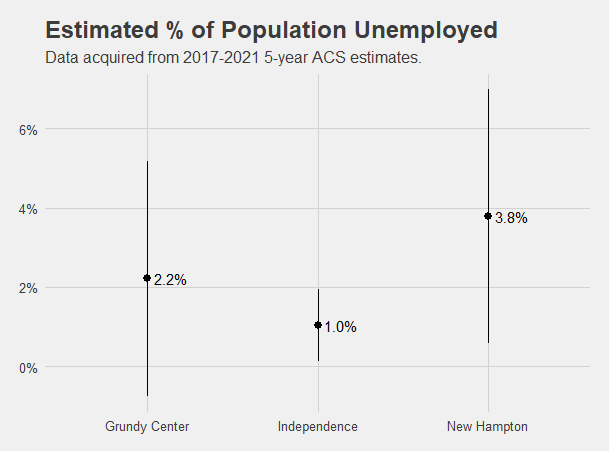 Estimated % of Population Unemployed
Data acquired from 2017-2021 5-year ACS estimates.
6%
4%
3.8%
2%
2.2%
1.0%
0%
Grundy Center
Independence
New Hampton